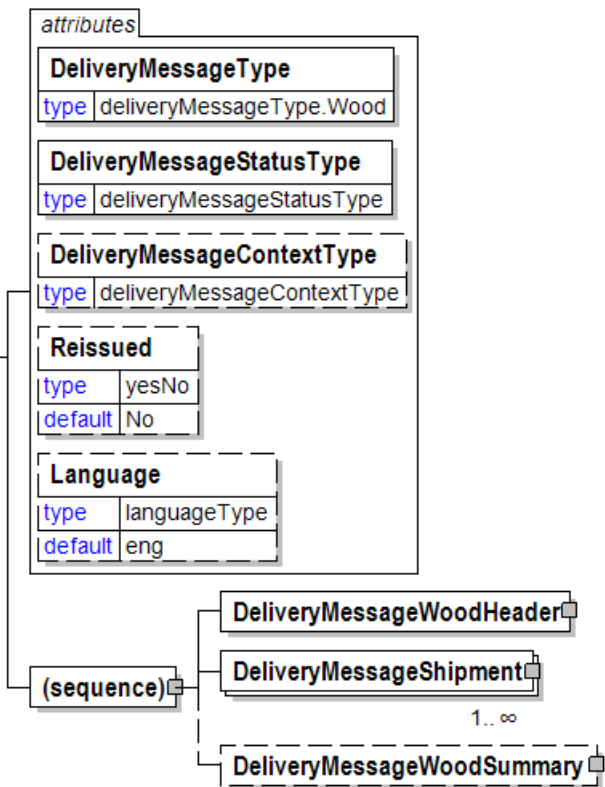 attributes
DeliveryMessageType
type deliveryMessageType.Wood
DeliveryMessageStatusType
type deliveryMessageStatusType
DeliveryMessageContextType
type deliveryMessageContextType
Reissued
type yesNo
default No
Language
type languageType
default eng
DeliveryMessageWoodHeader
(sequence)
DeliveryMessageShipment
1.. ∞
DeliveryMessageWoodSummary